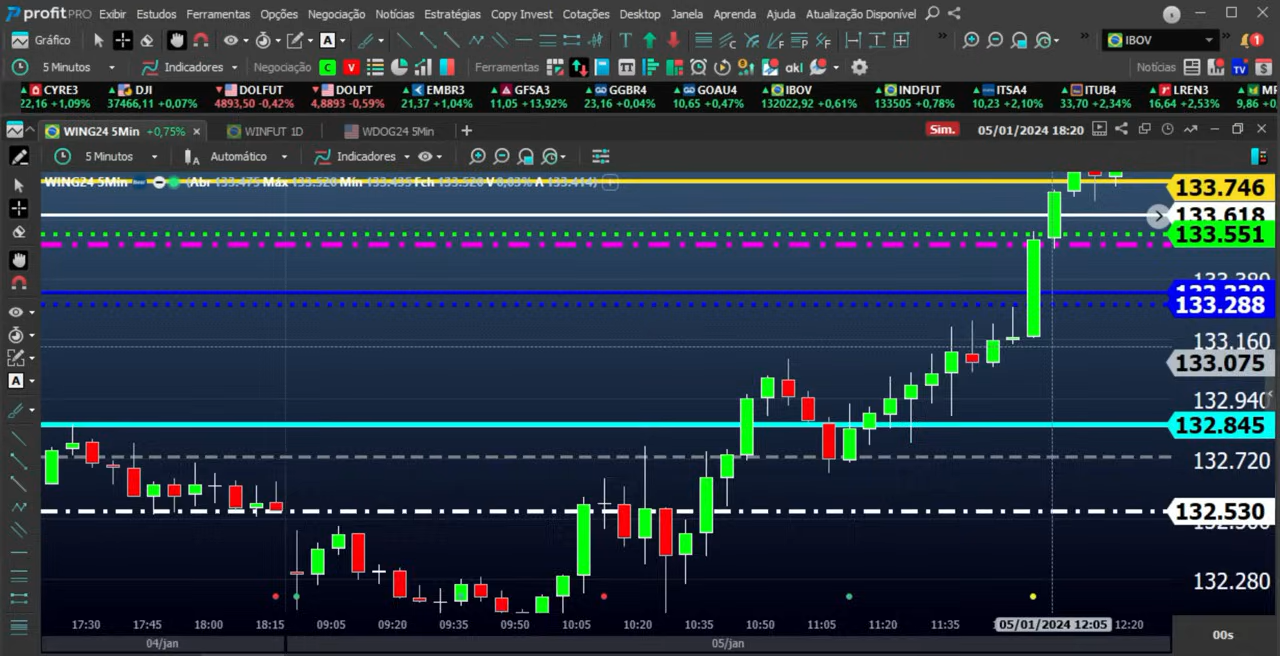 profit PRO Exibir Estudos Ferramentas Opções Negociação Notícias Estratégias Copy Invest Cotações Desktop Janela Aprenda Ajuda Atualização Disponível
Gráfico A T C F P F IBOV 1
5 Minutos Indicadores Negociação C V Ferramentas akl Notícias TV
CYRE3 DJI DOLFUT DOLPT EMBR3 GFSA3 GGBR4 GOAU4 IBOV INDFUT ITSA4 ITUB4 LREN3
22,16 +1,09% 37466,11 +0,07% 4893,50 -0,42% 4,8893 -0,59% 21,37 +1,04% 11,05 +13,92% 23,16 +0,04% 10,65 +0,47% 132022,92 +0,61% 133505 +0,78% 10,23 +2,10% 33,70 +2,34% 16,64 +2,53% 9,86
WING24 5Min +0,75% WINFUT 1D WDOG24 5Min Sim. 05/01/2024 18:20
5 Minutos Automático Indicadores
WING24 5Min (Abr 133.475 Máx 133.520 Mín 133.435 Fch 133.520 V 0,03% A 133.414)
133.746
133.618
133.551
133.380
133.288
133.160
133.075
132.940
132.845
132.720
132.530
132.280
17:30 17:45 18:00 18:15 09:05 09:20 09:35 09:50 10:05 10:20 10:35 10:50 11:05 11:20 11:35 05/01/2024 12:05 12:20
04/jan 05/jan
00s